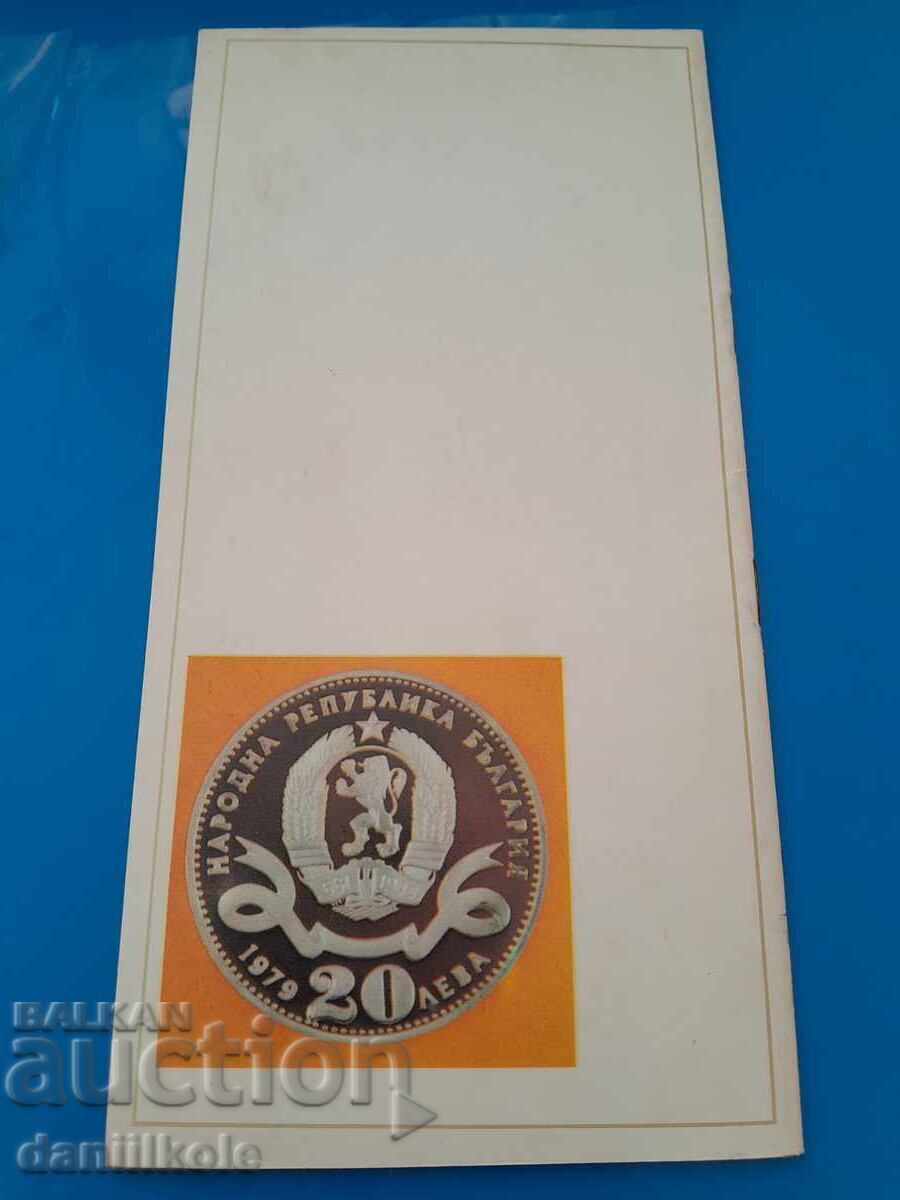 НАРОДНА РЕПУБЛИКА БЪЛГАРИЯ
1979 20 ЛЕВА
BALKAN
auction
daniilkole